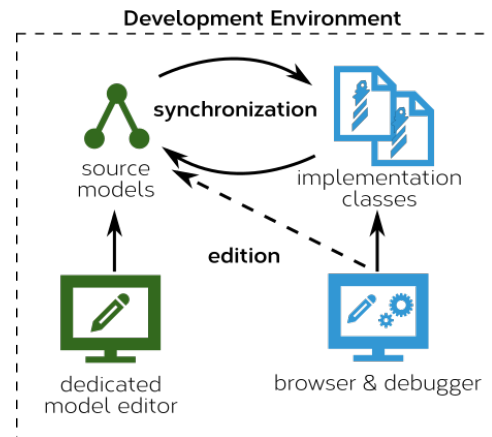 Development Environment
synchronization
source
models
implementation
classes
edition
dedicated
model editor
browser & debugger